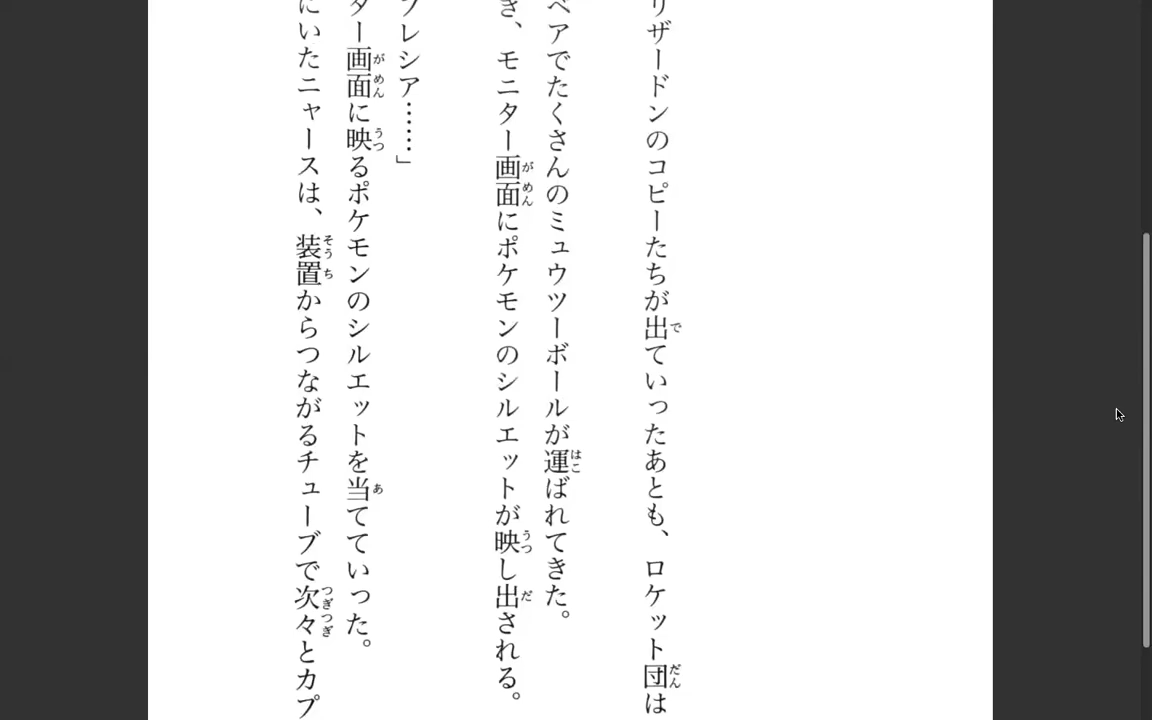 リザードンのコピーたちが出ていったあとも、ロケット団は
ベアでたくさんのミュウツーボールが運ばれてきた。
き、モニター画面にポケモンのシルエットが映し出される。
フレシア……」
ター画面に映るポケモンのシルエットを当てていった。
にいたニャースは、装置からつながるチューブで次々とカプ